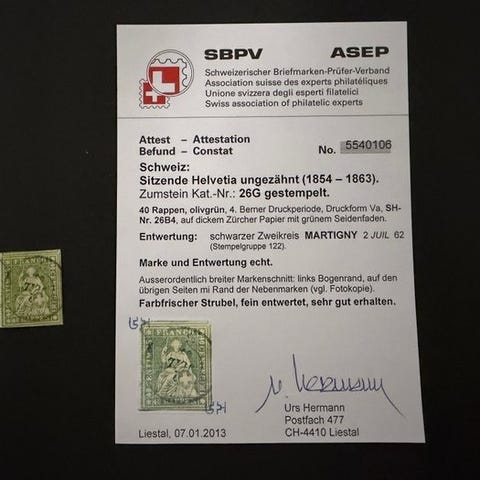 SBPV ASEP
Schweizerischer Briefmarken-Prüfer-Verband
Association suisse des experts philatéliques
Unione svizzera degli esperti filatelici
Swiss association of philatelic experts
Attest – Attestation
Befund – Constat No. 5540106
Schweiz:
Sitzende Helvetia ungezähnt (1854 – 1863).
Zumstein Kat.-Nr.: 26G gestempelt.
40 Rappen, olivgrün, 4. Berner Druckperiode, Druckform Va, SH-
Nr. 26B4, auf dickem Zürcher Papier mit grünem Seidenfaden.
Entwertung: schwarzer Zweikreis MARTIGNY 2 JUIL 62
(Stempelgruppe 122).
Marke und Entwertung echt.
Ausserordentlich breiter Markenschnitt: links Bogenrand, auf den
übrigen Seiten mi Rand der Nebenmarken (vgl. Fotokopie).
Farbfrischer Strubel, fein entwertet, sehr gut erhalten.
FRANCO
FRANCO
Urs Hermann
Postfach 477
Liestal, 07.01.2013 CH-4410 Liestal